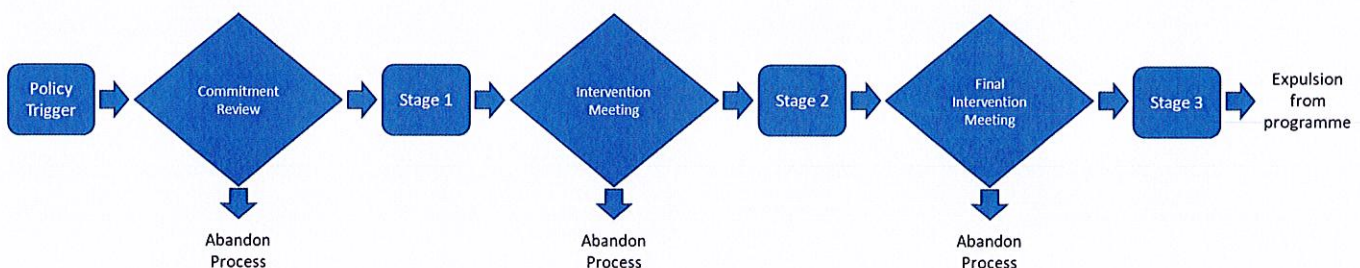 Policy
Trigger
Commitment
Review
Stage 1
Intervention
Meeting
Stage 2
Final
Intervention
Meeting
Stage 3
Expulsion
from
programme
Abandon
Process
Abandon
Process
Abandon
Process